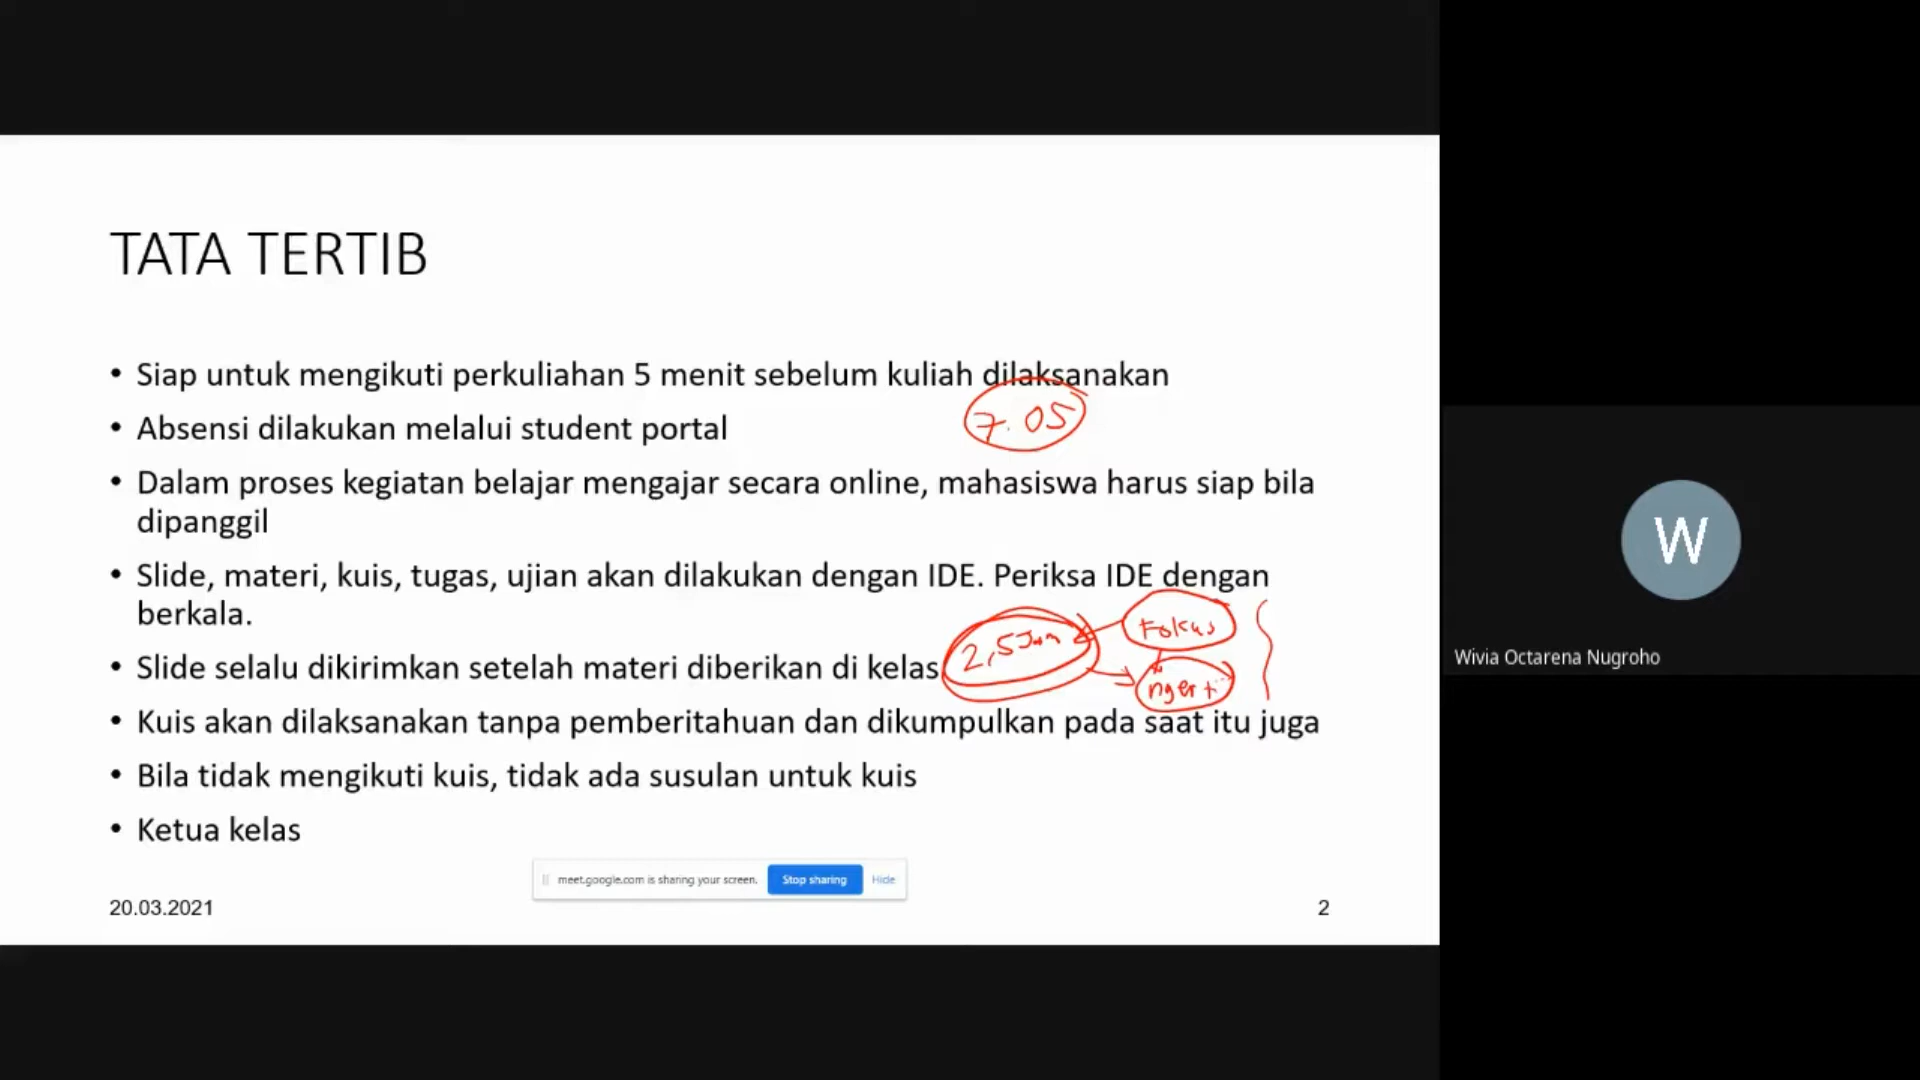 TATA TERTIB
• Siap untuk mengikuti perkuliahan 5 menit sebelum kuliah dilaksanakan
7.05
• Absensi dilakukan melalui student portal
• Dalam proses kegiatan belajar mengajar secara online, mahasiswa harus siap bila
dipanggil
• Slide, materi, kuis, tugas, ujian akan dilakukan dengan IDE. Periksa IDE dengan
berkala.
Fokus
2,5 Jam
• Slide selalu dikirimkan setelah materi diberikan di kelas
ngerti
• Kuis akan dilaksanakan tanpa pemberitahuan dan dikumpulkan pada saat itu juga
• Bila tidak mengikuti kuis, tidak ada susulan untuk kuis
• Ketua kelas
meet.google.com is sharing your screen. Stop sharing Hide
20.03.2021
2
W
Wivia Octarena Nugroho